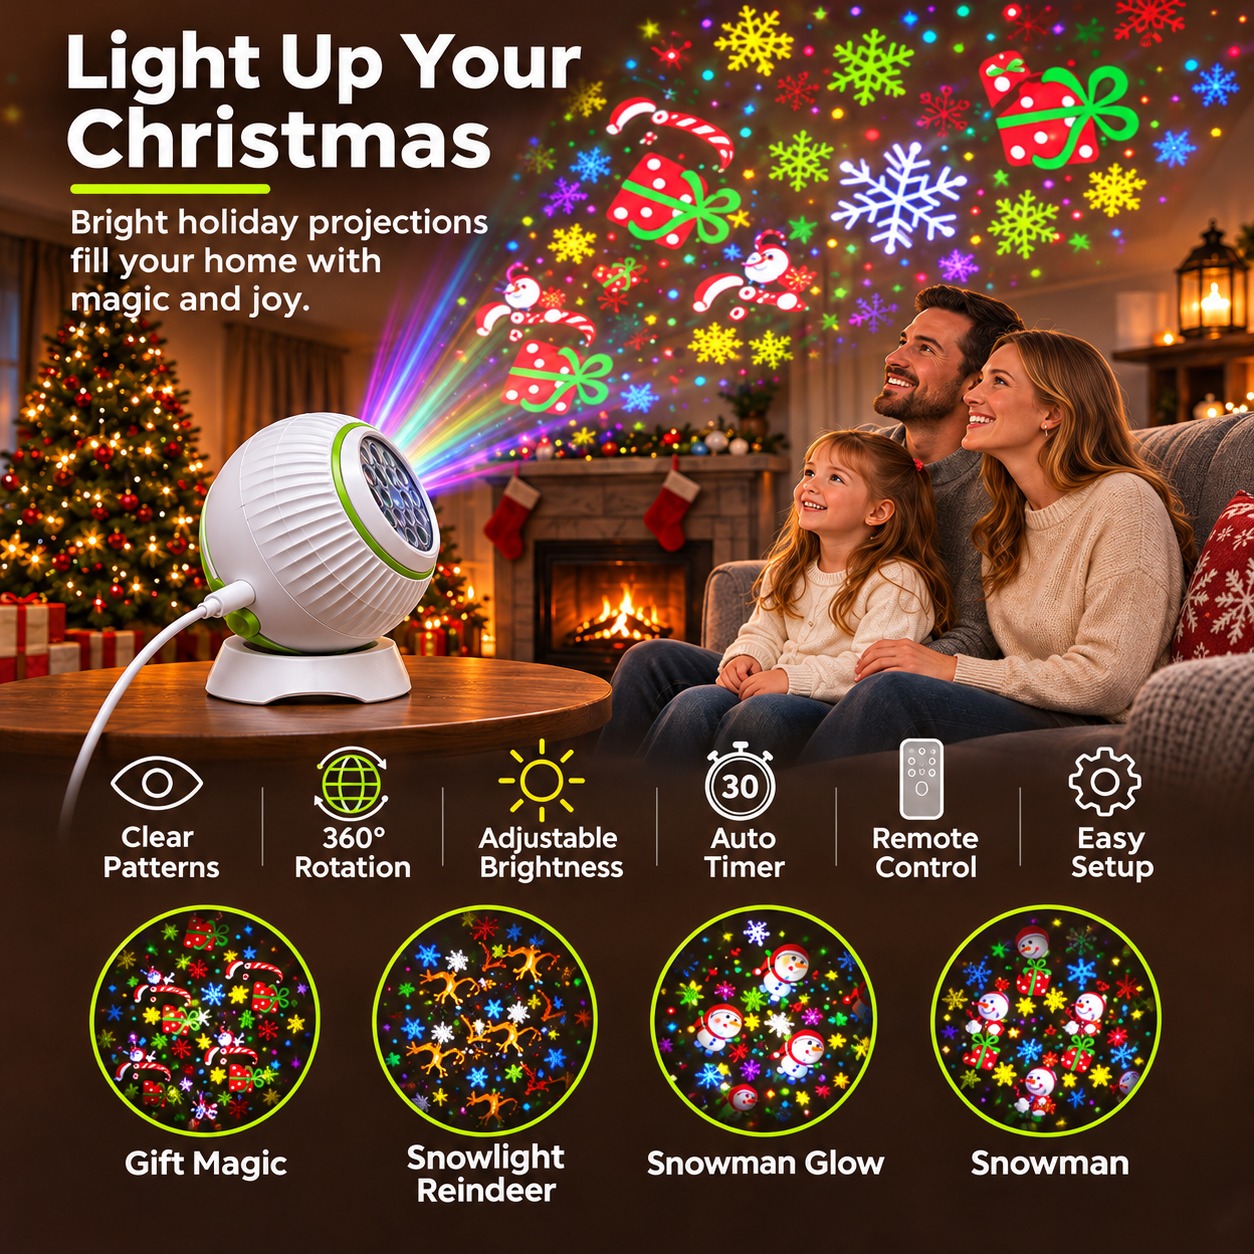 Light Up Your
Christmas
Bright holiday projections
fill your home with
magic and joy.
Clear
Patterns
360°
Rotation
Adjustable
Brightness
30
Auto
Timer
Remote
Control
Easy
Setup
Gift Magic
Snowlight
Reindeer
Snowman Glow
Snowman